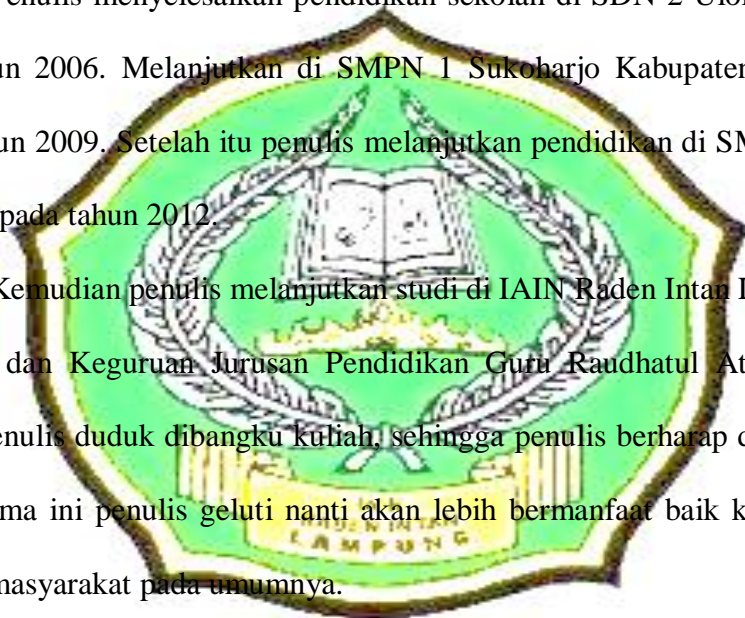 enulis menyelesaikan pendidikan sekolah di SDN 2
un 2006. Melanjutkan di SMPN 1 Sukoharjo Kabupaten
un 2009. Setelah itu penulis melanjutkan pendidikan di SM
pada tahun 2012.
Kemudian penulis melanjutkan studi di IAIN Raden Intan
dan Keguruan Jurusan Pendidikan Guru Raudhatul At
enulis duduk dibangku kuliah, sehingga penulis berharap
ma ini penulis geluti nanti akan lebih bermanfaat baik k
RADEN INTAN
LAMPUNG
masyarakat pada umumnya.